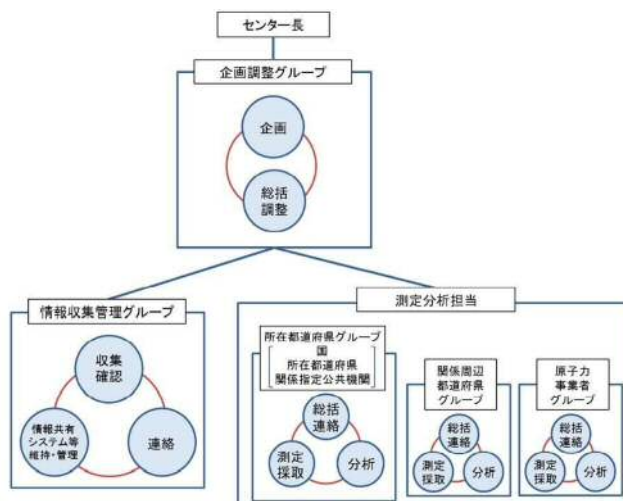 センター長
企画調整グループ
企画
総括
調整
情報収集管理グループ
収集
確認
情報共有
システム等
維持・管理
連絡
測定分析担当
所在都道府県グループ
国
所在都道府県
関係指定公共機関
総括
連絡
測定
採取
分析
関係周辺
都道府県
グループ
総括
連絡
測定
採取
分析
原子力
事業者
グループ
総括
連絡
測定
採取
分析